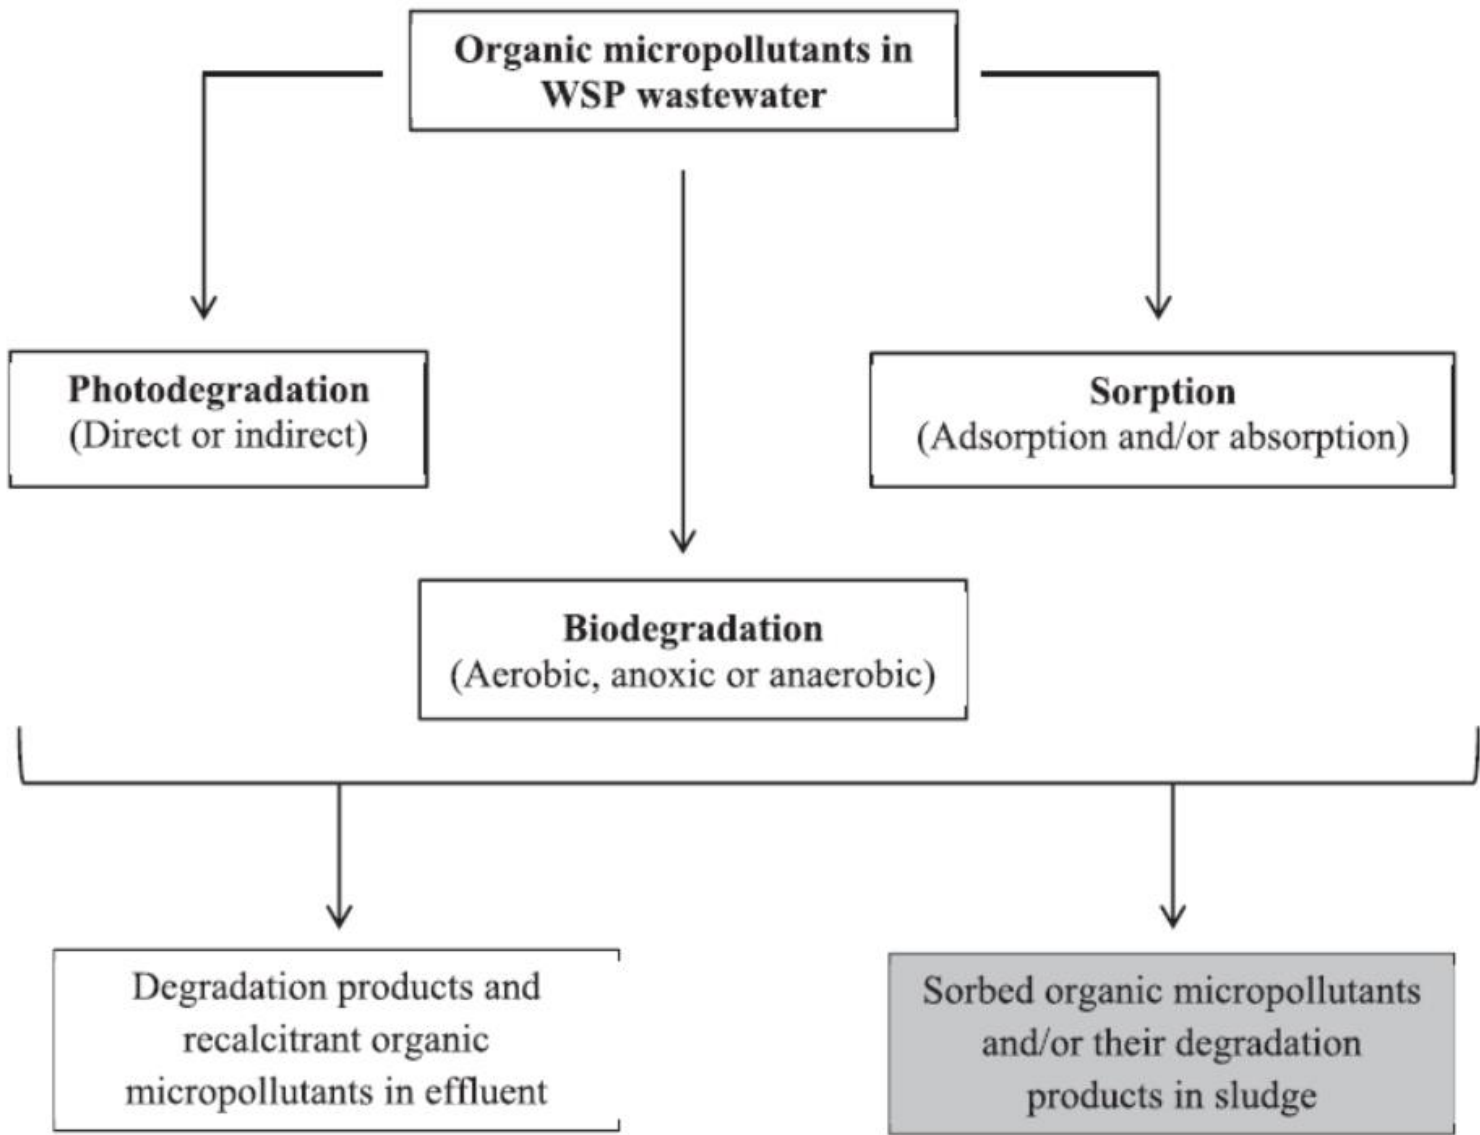 Organic micropollutants in
WSP wastewater
Photodegradation
(Direct or indirect)
Sorption
(Adsorption and/or absorption)
Biodegradation
(Aerobic, anoxic or anaerobic)
Degradation products and
recalcitrant organic
micropollutants in effluent
Sorbed organic micropollutants
and/or their degradation
products in sludge